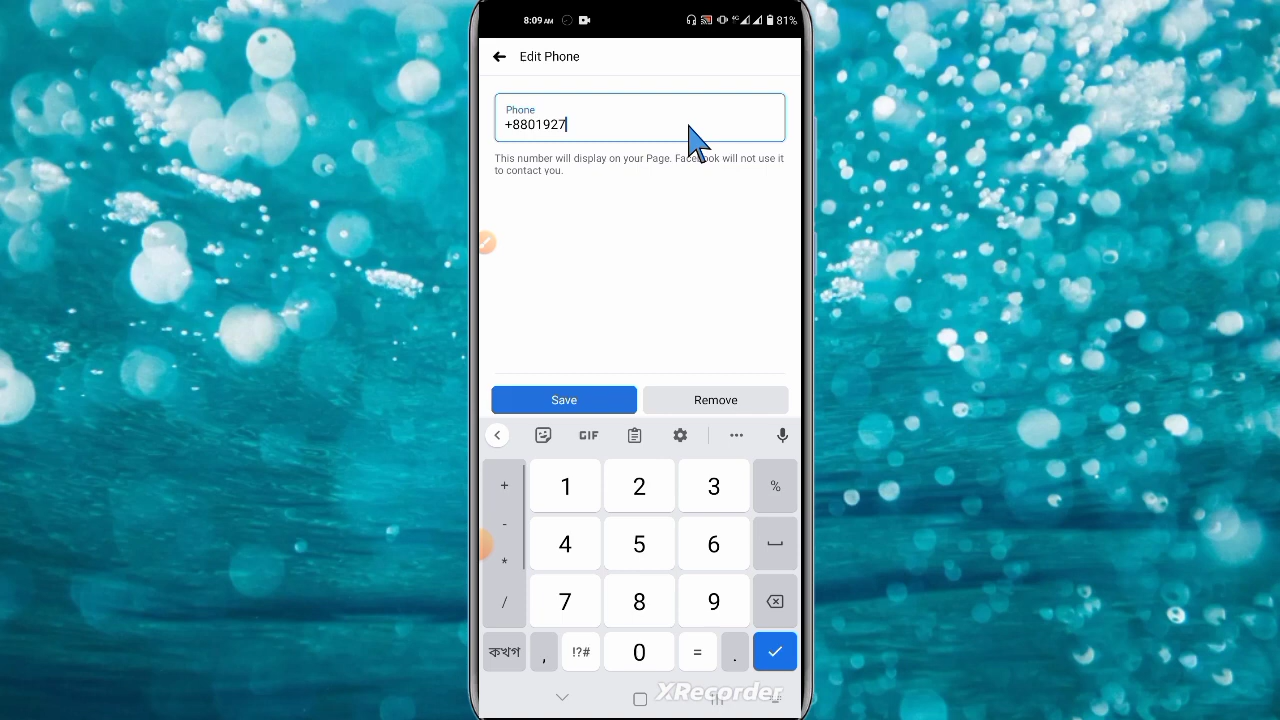 8:09 AM
4G
81%
Edit Phone
Phone
+8801927
This number will display on your Page. Facebook will not use it
to contact you.
Save Remove
GIF
+ 1 2 3 %
- 4 5 6
*
/ 7 8 9
কখগ , !?# 0 = .
XRecorder